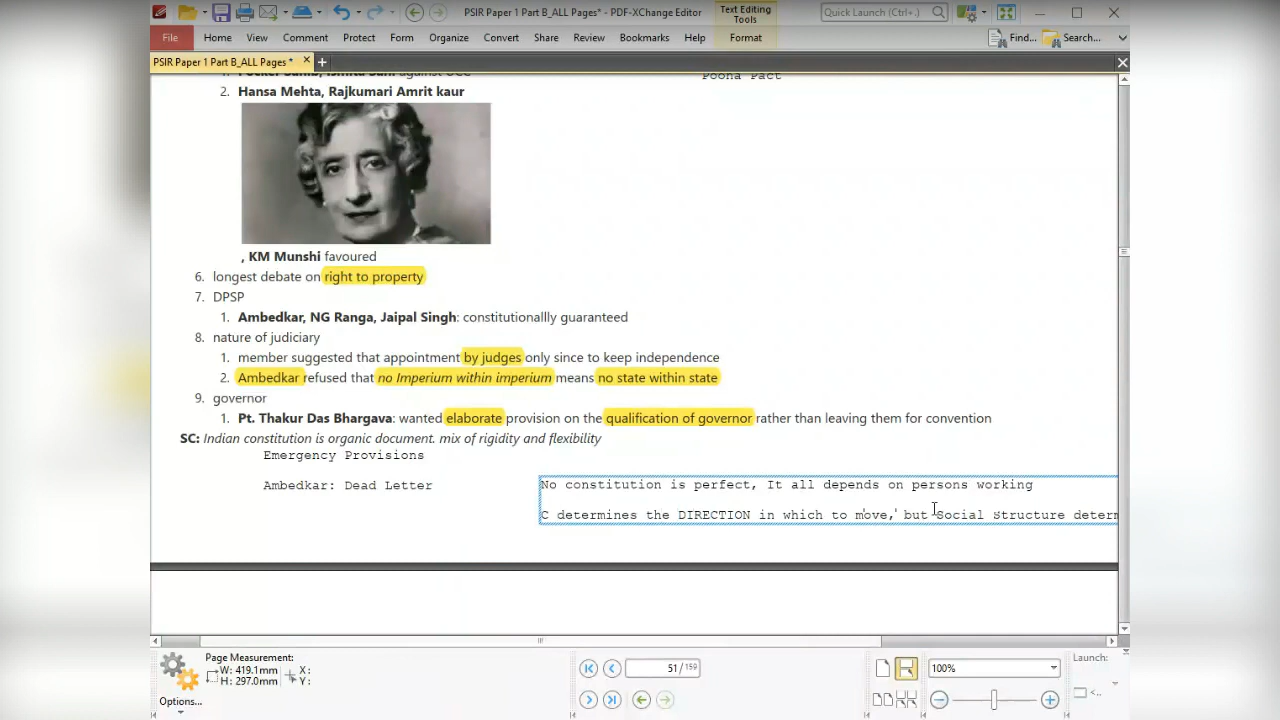 PSIR Paper 1 Part B_ALL Pages* - PDF-XChange Editor
Text Editing Tools
Quick Launch (Ctrl+.)
File Home View Comment Protect Form Organize Convert Share Review Bookmarks Help Format Find... Search...
PSIR Paper 1 Part B_ALL Pages *
1. Pocker Sahib, Ismita Sani against UCC
Poona Pact
2. Hansa Mehta, Rajkumari Amrit kaur
, KM Munshi favoured
6. longest debate on right to property
7. DPSP
1. Ambedkar, NG Ranga, Jaipal Singh: constitutionallly guaranteed
8. nature of judiciary
1. member suggested that appointment by judges only since to keep independence
2. Ambedkar refused that no Imperium within imperium means no state within state
9. governor
1. Pt. Thakur Das Bhargava: wanted elaborate provision on the qualification of governor rather than leaving them for convention
SC: Indian constitution is organic document. mix of rigidity and flexibility
Emergency Provisions
Ambedkar: Dead Letter
No constitution is perfect, It all depends on persons working
C determines the DIRECTION in which to move, but Social Structure determ
Page Measurement:
W: 419.1mm X:
H: 297.0mm Y:
Options...
51 / 159
100%
Launch: